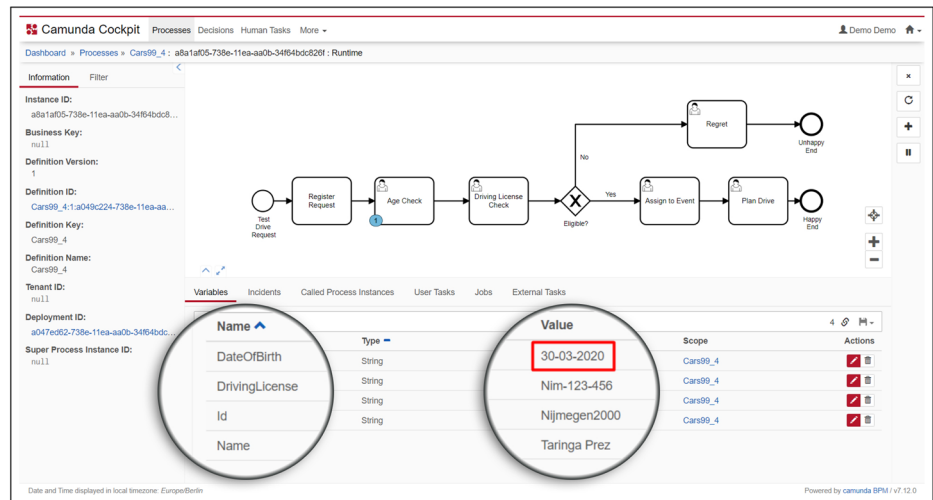 Camunda Cockpit Processes Decisions Human Tasks More Demo Demo
Dashboard » Processes » Cars99_4 : a8a1af05-738e-11ea-aa0b-34f64bdc826f : Runtime
Information Filter
Instance ID:
a8a1af05-738e-11ea-aa0b-34f64bdc8...
Business Key:
null
Definition Version:
1
Definition ID:
Cars99_4:1:a049c224-738e-11ea-aa...
Definition Key:
Cars99_4
Definition Name:
Cars99_4
Tenant ID:
null
Deployment ID:
a047ed62-738e-11ea-aa0b-34f64bdc...
Super Process Instance ID:
null
Test
Drive
Request
Register
Request
Age Check
1
Driving License
Check
Eligible?
No
Regret
Unhappy
End
Yes
Assign to Event
Plan Drive
Happy
End
Variables Incidents Called Process Instances User Tasks Jobs External Tasks
4
Name Type Value Scope Actions
DateOfBirth String 30-03-2020 Cars99_4
DrivingLicense String Nim-123-456 Cars99_4
Id String Nijmegen2000 Cars99_4
Name String Taringa Prez Cars99_4
Date and Time displayed in local timezone: Europe/Berlin
Powered by camunda BPM / v7.12.0